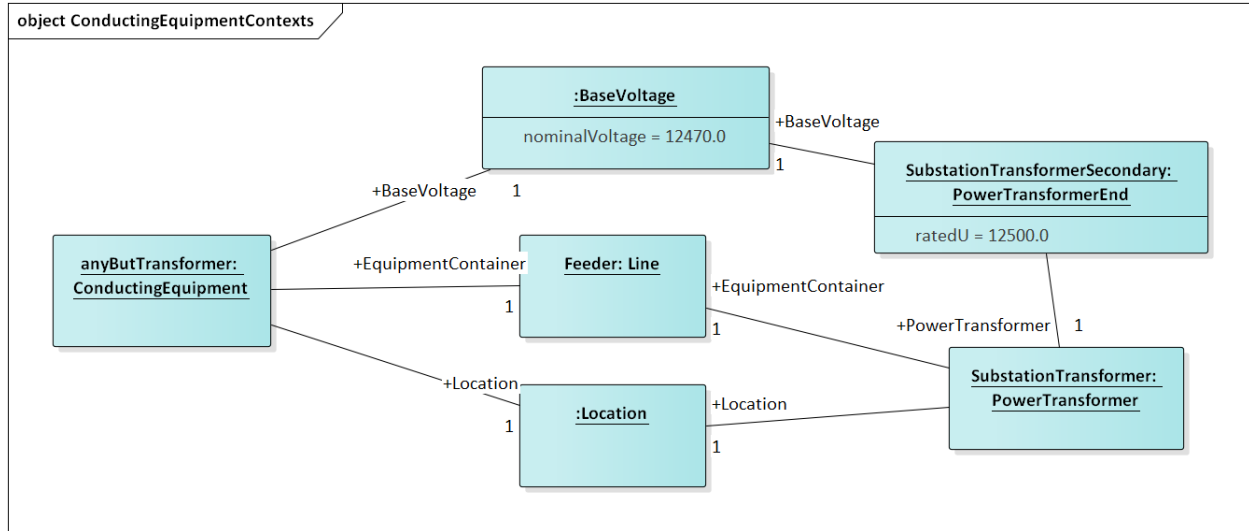 object ConductingEquipmentContexts
:BaseVoltage
nominalVoltage = 12470.0
+BaseVoltage
1
SubstationTransformerSecondary:
PowerTransformerEnd
ratedU = 12500.0
+BaseVoltage
1
anyButTransformer:
ConductingEquipment
+EquipmentContainer
1
Feeder: Line
+EquipmentContainer
1
+PowerTransformer
1
SubstationTransformer:
PowerTransformer
+Location
1
:Location
+Location
1